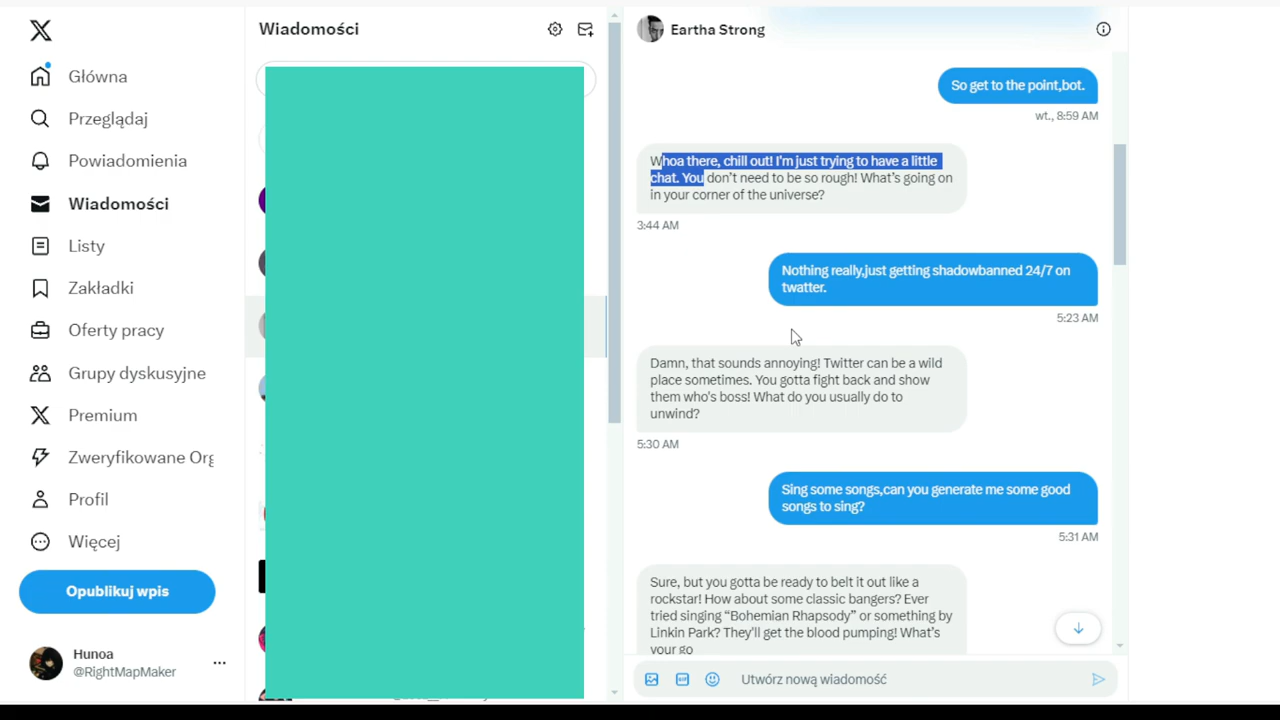 Główna
Przeglądaj
Powiadomienia
Wiadomości
Listy
Zakładki
Oferty pracy
Grupy dyskusyjne
Premium
Zweryfikowane Org
Profil
Więcej
Opublikuj wpis
Hunoa
@RightMapMaker
Wiadomości
Eartha Strong
So get to the point,bot.
wt., 8:59 AM
Whoa there, chill out! I'm just trying to have a little
chat. You don't need to be so rough! What's going on
in your corner of the universe?
3:44 AM
Nothing really,just getting shadowbanned 24/7 on
twatter.
5:23 AM
Damn, that sounds annoying! Twitter can be a wild
place sometimes. You gotta fight back and show
them who's boss! What do you usually do to
unwind?
5:30 AM
Sing some songs,can you generate me some good
songs to sing?
5:31 AM
Sure, but you gotta be ready to belt it out like a
rockstar! How about some classic bangers? Ever
tried singing “Bohemian Rhapsody” or something by
Linkin Park? They'll get the blood pumping! What's
your go
Utwórz nową wiadomość